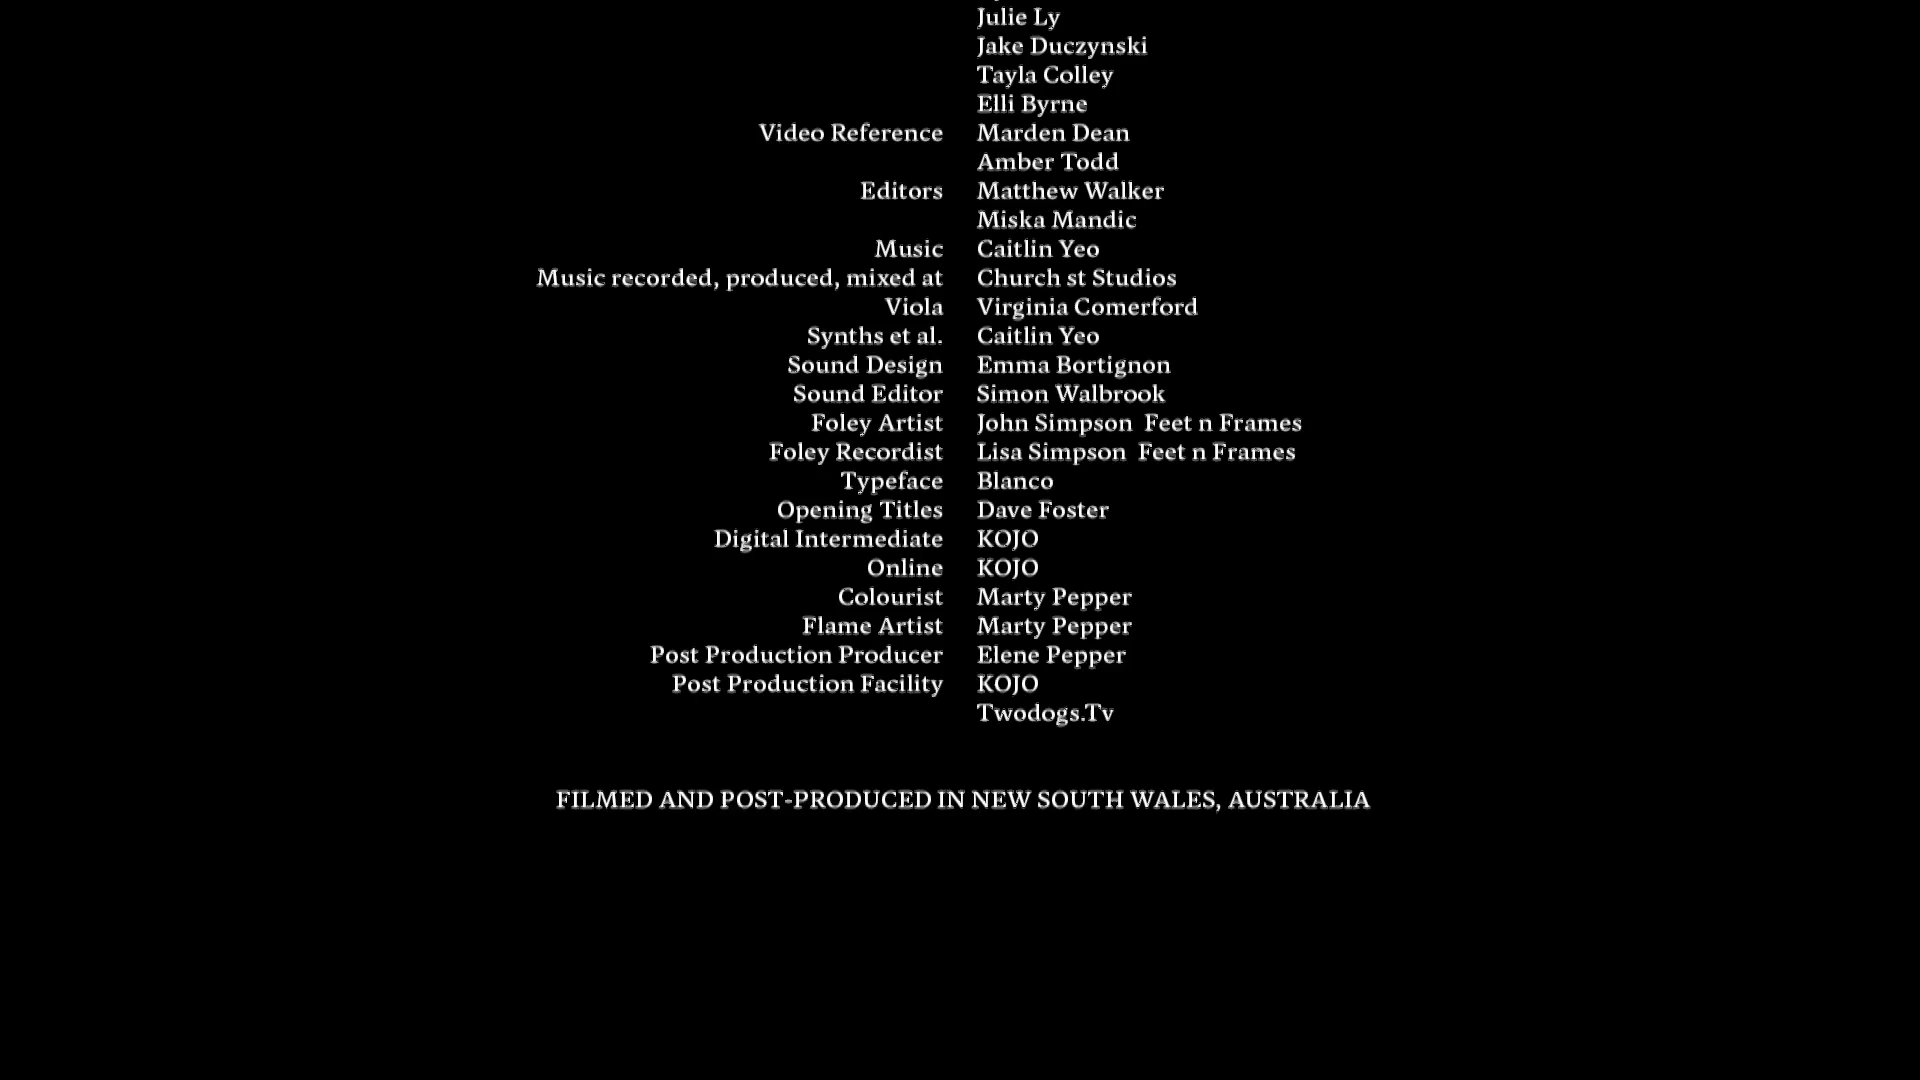 Julie Ly
Jake Duczynski
Tayla Colley
Elli Byrne
Video Reference Marden Dean
Amber Todd
Editors Matthew Walker
Miska Mandic
Music Caitlin Yeo
Music recorded, produced, mixed at Church st Studios
Viola Virginia Comerford
Synths et al. Caitlin Yeo
Sound Design Emma Bortignon
Sound Editor Simon Walbrook
Foley Artist John Simpson Feet n Frames
Foley Recordist Lisa Simpson Feet n Frames
Typeface Blanco
Opening Titles Dave Foster
Digital Intermediate KOJO
Online KOJO
Colourist Marty Pepper
Flame Artist Marty Pepper
Post Production Producer Elene Pepper
Post Production Facility KOJO
Twodogs.Tv
FILMED AND POST-PRODUCED IN NEW SOUTH WALES, AUSTRALIA